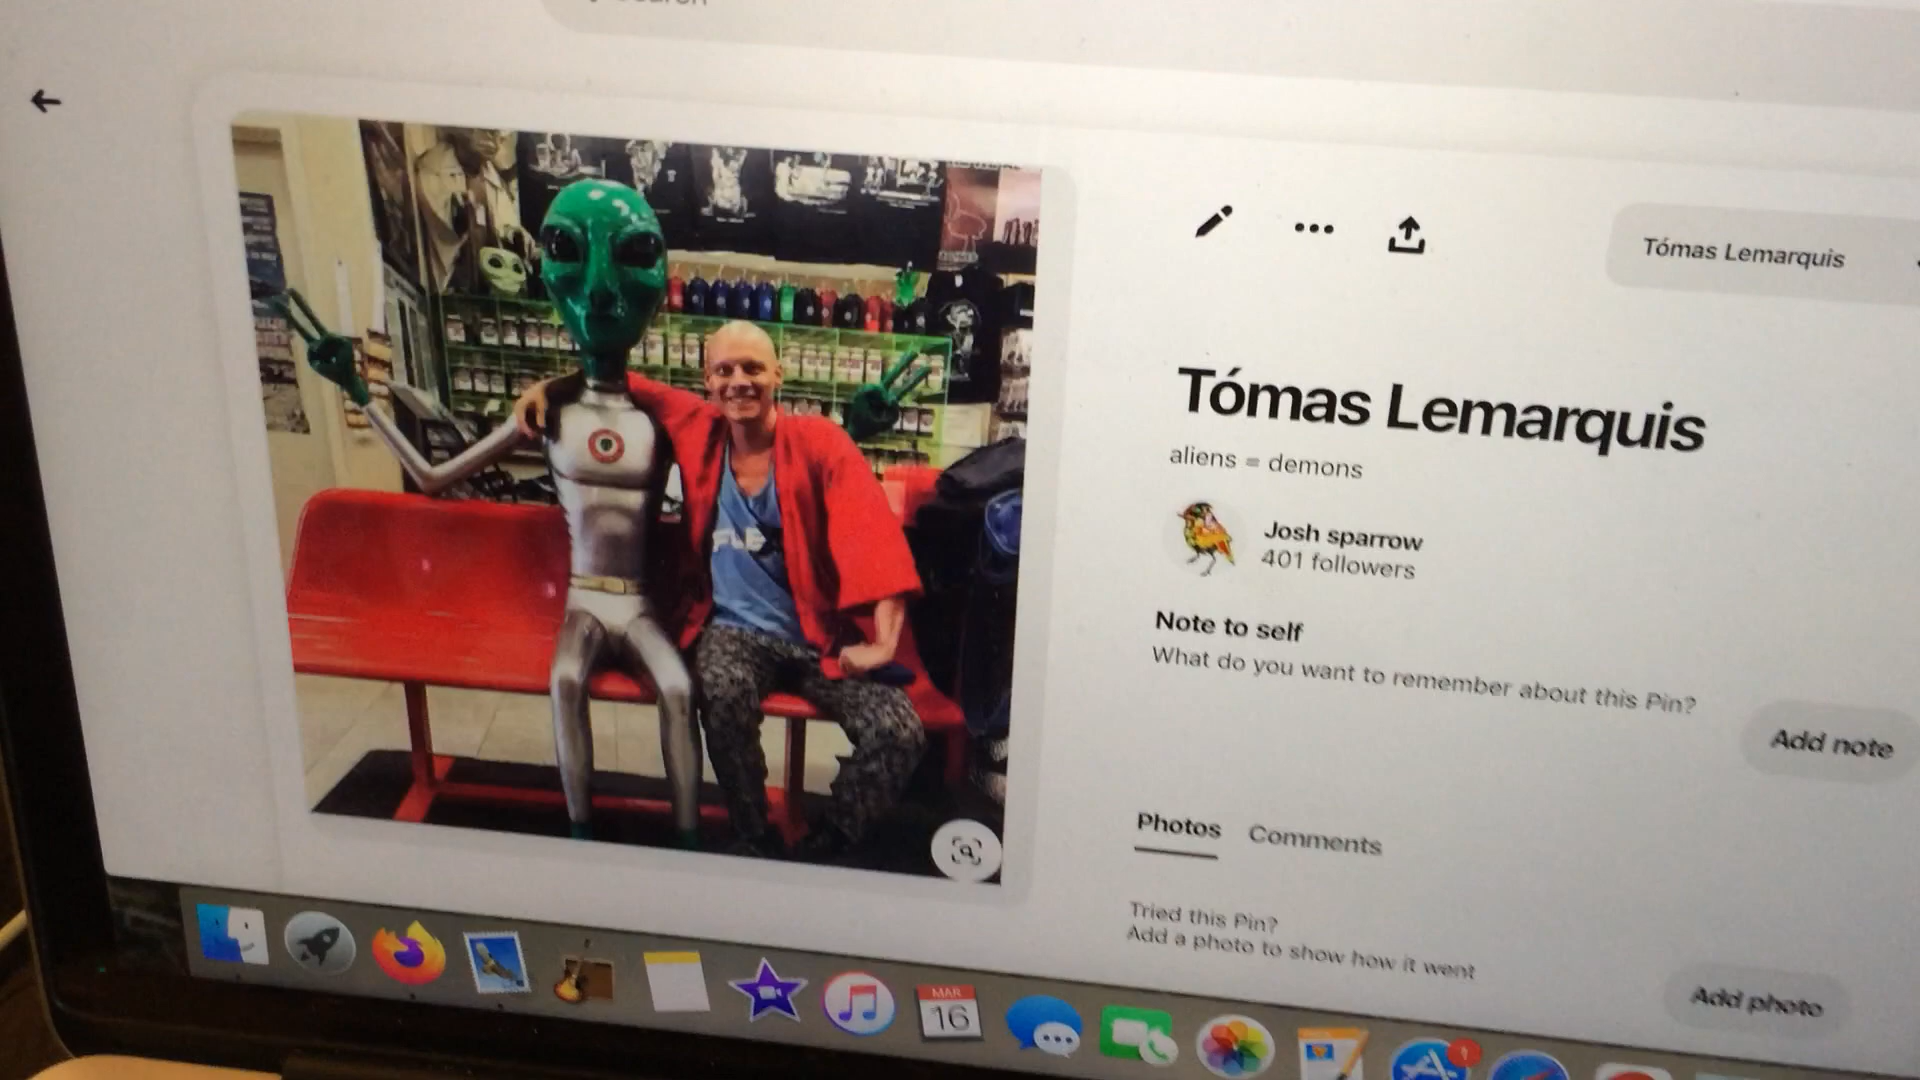 Tómas Lemarquis
Tómas Lemarquis
aliens = demons
Josh sparrow
401 followers
Note to self
What do you want to remember about this Pin?
Add note
Photos
Comments
Tried this Pin?
Add a photo to show how it went
Add photo
MAR
16
1